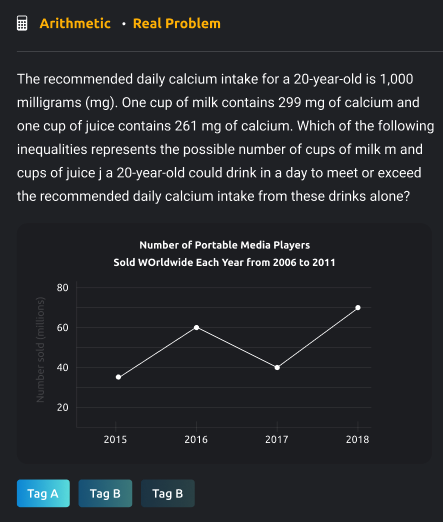 Arithmetic • Real Problem
The recommended daily calcium intake for a 20-year-old is 1,000
milligrams (mg). One cup of milk contains 299 mg of calcium and
one cup of juice contains 261 mg of calcium. Which of the following
inequalities represents the possible number of cups of milk m and
cups of juice j a 20-year-old could drink in a day to meet or exceed
the recommended daily calcium intake from these drinks alone?
Number of Portable Media Players
Sold WOrldwide Each Year from 2006 to 2011
Number sold (millions)
80
60
40
20
2015 2016 2017 2018
Tag A Tag B Tag B